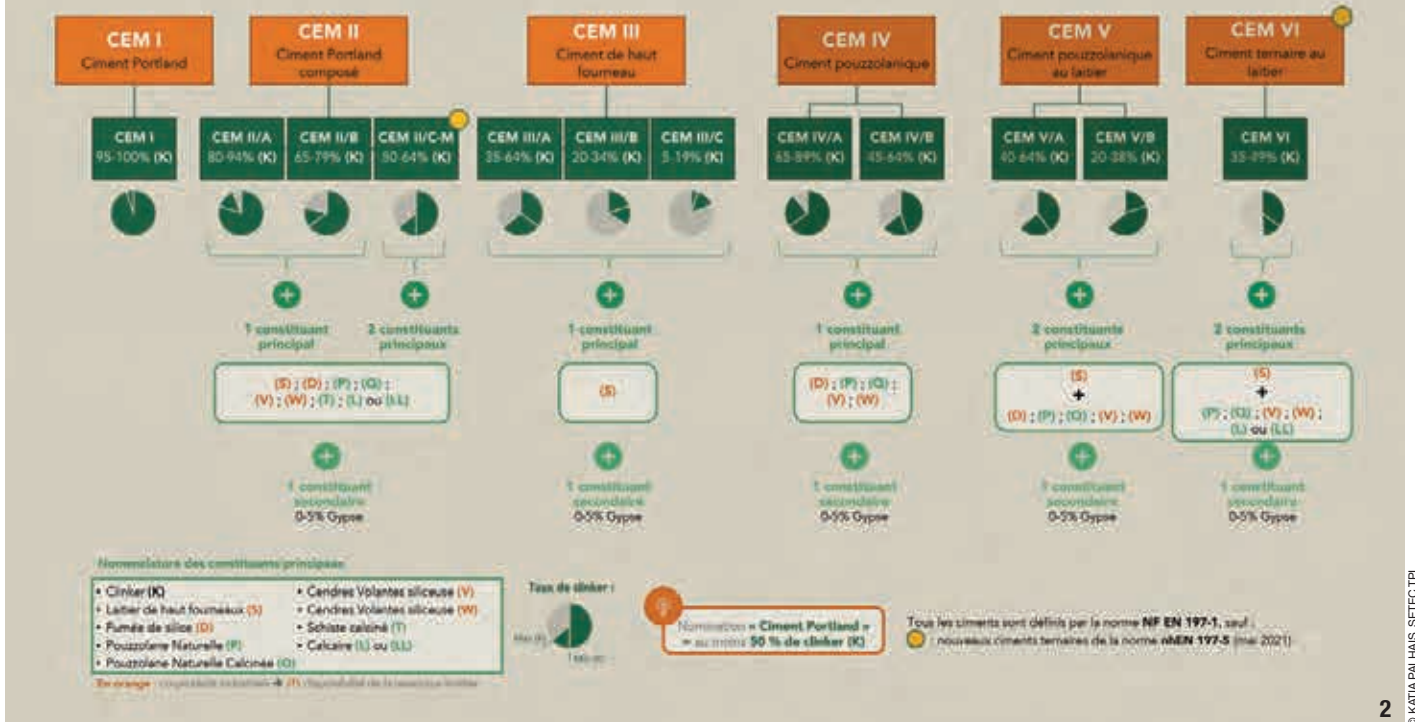 CEM I
Ciment Portland
CEM II
Ciment Portland
composé
CEM III
Ciment de haut
fourneau
CEM IV
Ciment pouzzolanique
CEM V
Ciment pouzzolanique
au laitier
CEM VI
Ciment ternaire au
laitier
CEM I
95-100% (K)
CEM II/A
80-94% (K)
CEM II/B
65-79% (K)
CEM II/C-M
50-64% (K)
CEM III/A
35-64% (K)
CEM III/B
20-34% (K)
CEM III/C
5-19% (K)
CEM IV/A
65-89% (K)
CEM IV/B
45-64% (K)
CEM V/A
40-64% (K)
CEM V/B
20-38% (K)
CEM VI
35-49% (K)
+
+
+
+
+
+
1 constituant
principal
2 constituants
principaux
1 constituant
principal
1 constituant
principal
2 constituants
principaux
2 constituants
principaux
(S) ; (D) ; (P) ; (Q) ;
(V) ; (W) ; (T) ; (L) ou (LL)
(S)
(D) ; (P) ; (Q) ;
(V) ; (W)
(S)
+
(D) ; (P) ; (Q) ; (V) ; (W)
(S)
+
(P) ; (Q) ; (V) ; (W) ;
(L) ou (LL)
+
+
+
+
+
1 constituant
secondaire
0-5% Gypse
1 constituant
secondaire
0-5% Gypse
1 constituant
secondaire
0-5% Gypse
1 constituant
secondaire
0-5% Gypse
1 constituant
secondaire
0-5% Gypse
Nomenclature des constituants principaux
• Clinker (K)
• Laitier de haut fourneaux (S)
• Fumée de silice (D)
• Pouzzolane Naturelle (P)
• Pouzzolane Naturelle Calcinée (Q)
• Cendres Volantes siliceuse (V)
• Cendres Volantes siliceuse (W)
• Schiste calciné (T)
• Calcaire (L) ou (LL)
En orange : coproduits industriels → disponibilité de la ressource limitée
Taux de clinker :
Nomination « Ciment Portland »
= au moins 50 % de clinker (K)
Tous les ciments sont définis par la norme NF EN 197-1, sauf :
: nouveaux ciments ternaires de la norme nhEN 197-5 (mai 2021)
2
© KATIA PALHAIS, SETEC TPI